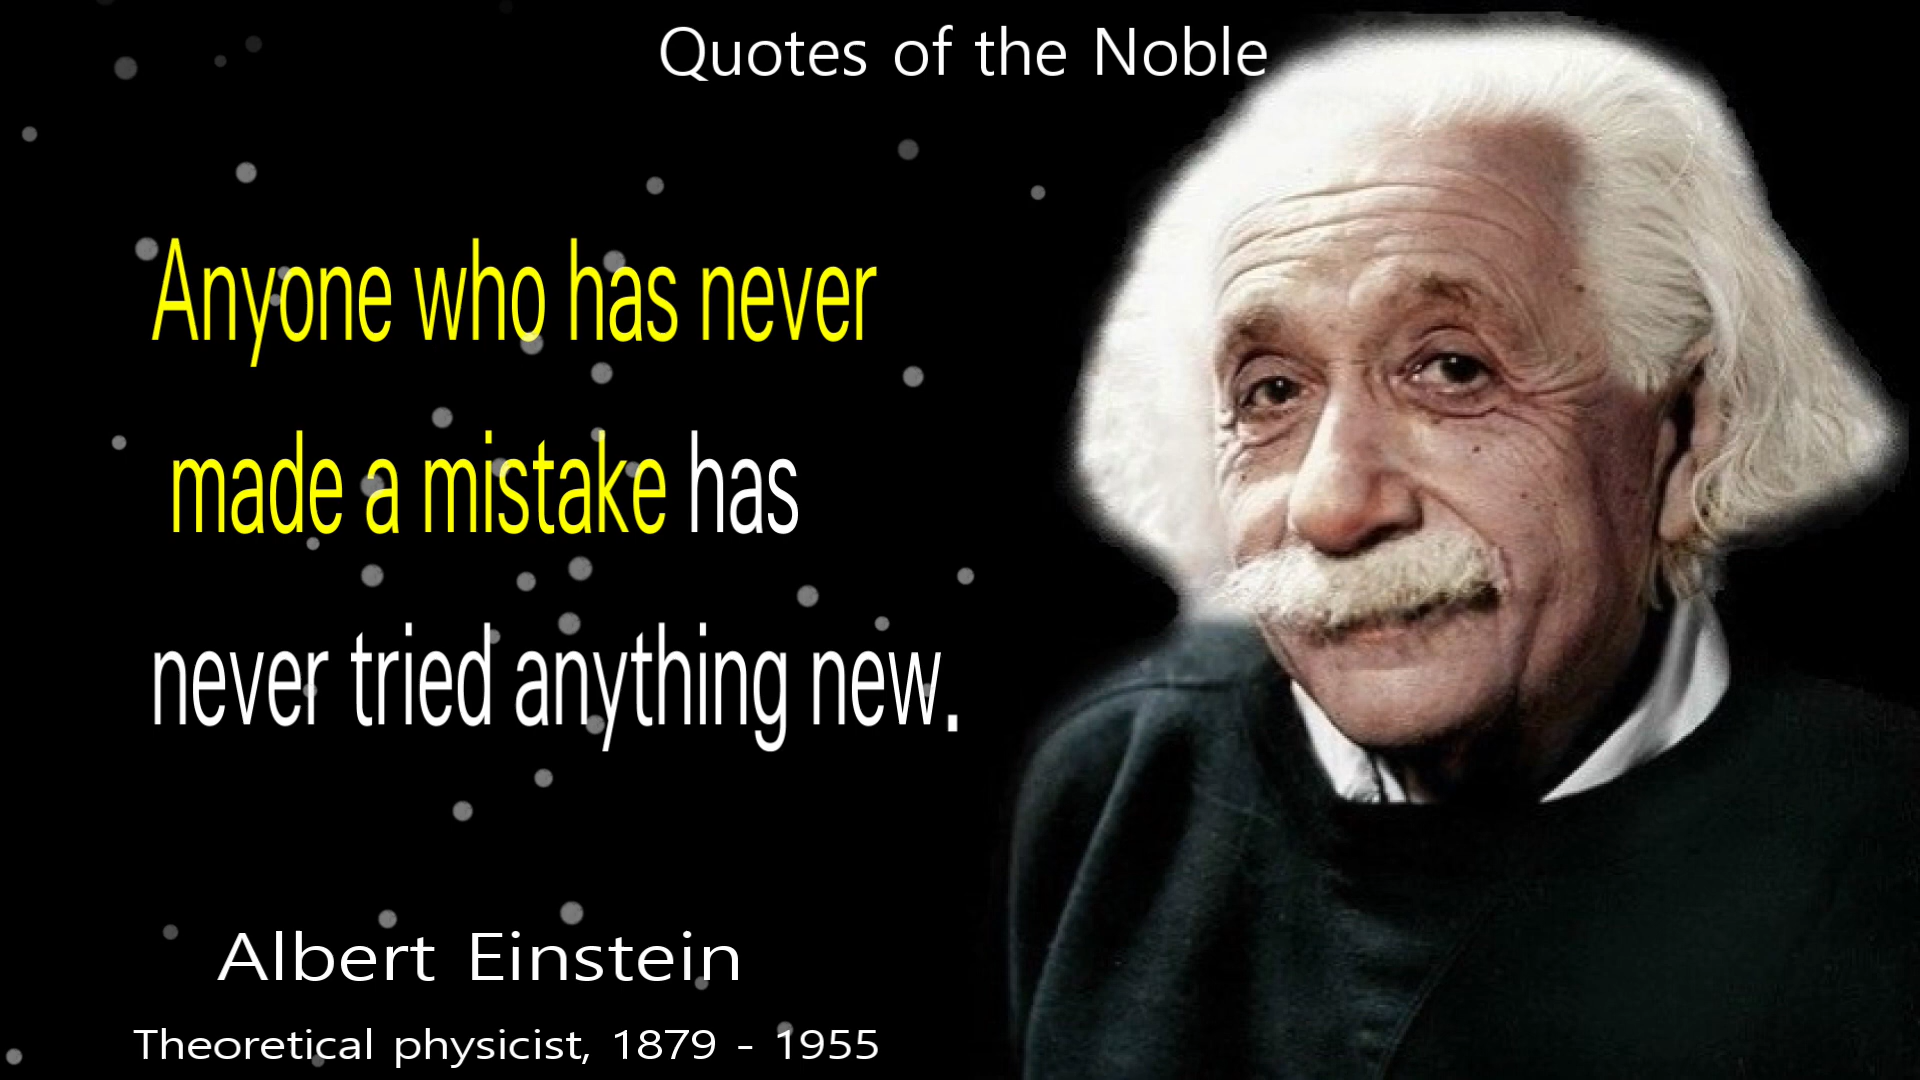 Quotes of the Noble
Anyone who has never
made a mistake has
never tried anything new.
Albert Einstein
Theoretical physicist, 1879 - 1955